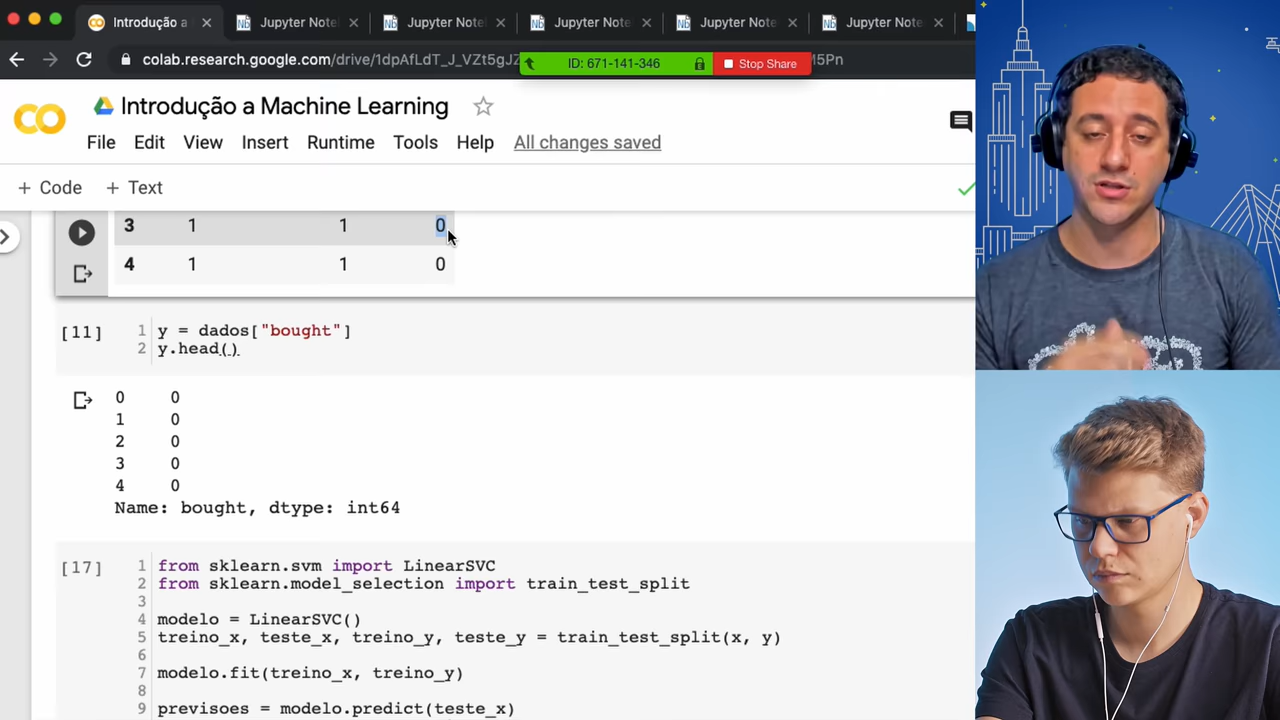 Introdução a
Jupyter Note
Jupyter Note
Jupyter Note
Jupyter Note
Jupyter Note
colab.research.google.com/drive/1dpAfLdT_J_VZt5gJZ
ID: 671-141-346
Stop Share
5Pn
CO
Introdução a Machine Learning
File Edit View Insert Runtime Tools Help All changes saved
+ Code + Text
3 1 1 0
4 1 1 0
[11] 1 y = dados["bought"]
2 y.head()
0 0
1 0
2 0
3 0
4 0
Name: bought, dtype: int64
[17] 1 from sklearn.svm import LinearSVC
2 from sklearn.model_selection import train_test_split
3
4 modelo = LinearSVC()
5 treino_x, teste_x, treino_y, teste_y = train_test_split(x, y)
6
7 modelo.fit(treino_x, treino_y)
8
9 previsoes = modelo.predict(teste_x)